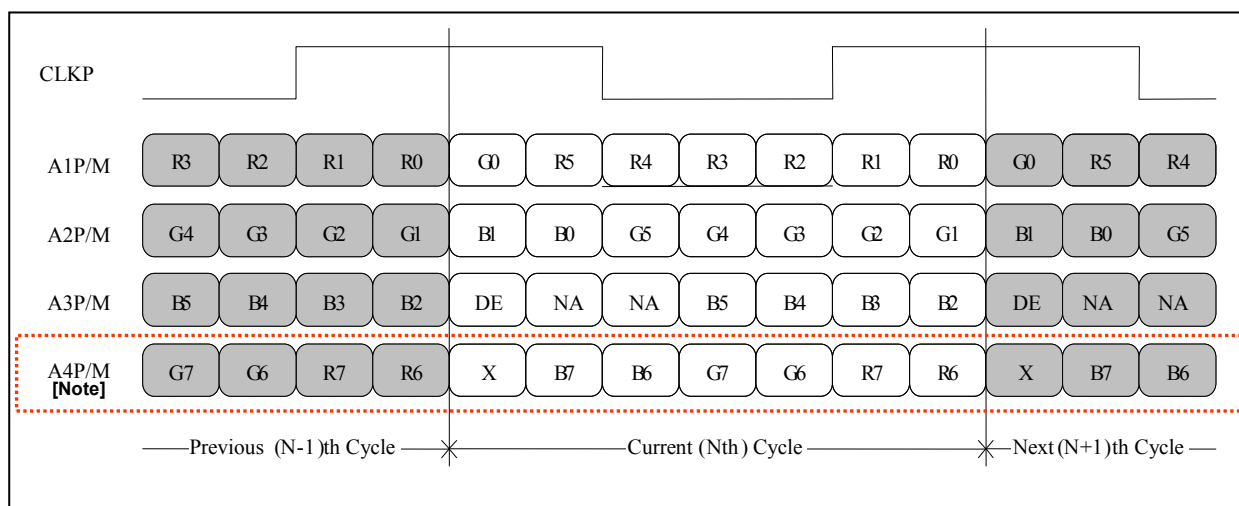 CLKP
A1P/M R3 R2 R1 R0 G0 R5 R4 R3 R2 R1 R0 G0 R5 R4
A2P/M G4 G3 G2 G1 B1 B0 G5 G4 G3 G2 G1 B1 B0 G5
A3P/M B5 B4 B3 B2 DE NA NA B5 B4 B3 B2 DE NA NA
A4P/M G7 G6 R7 R6 X B7 B6 G7 G6 R7 R6 X B7 B6
[Note]
Previous (N-1)th Cycle Current (Nth) Cycle Next (N+1)th Cycle